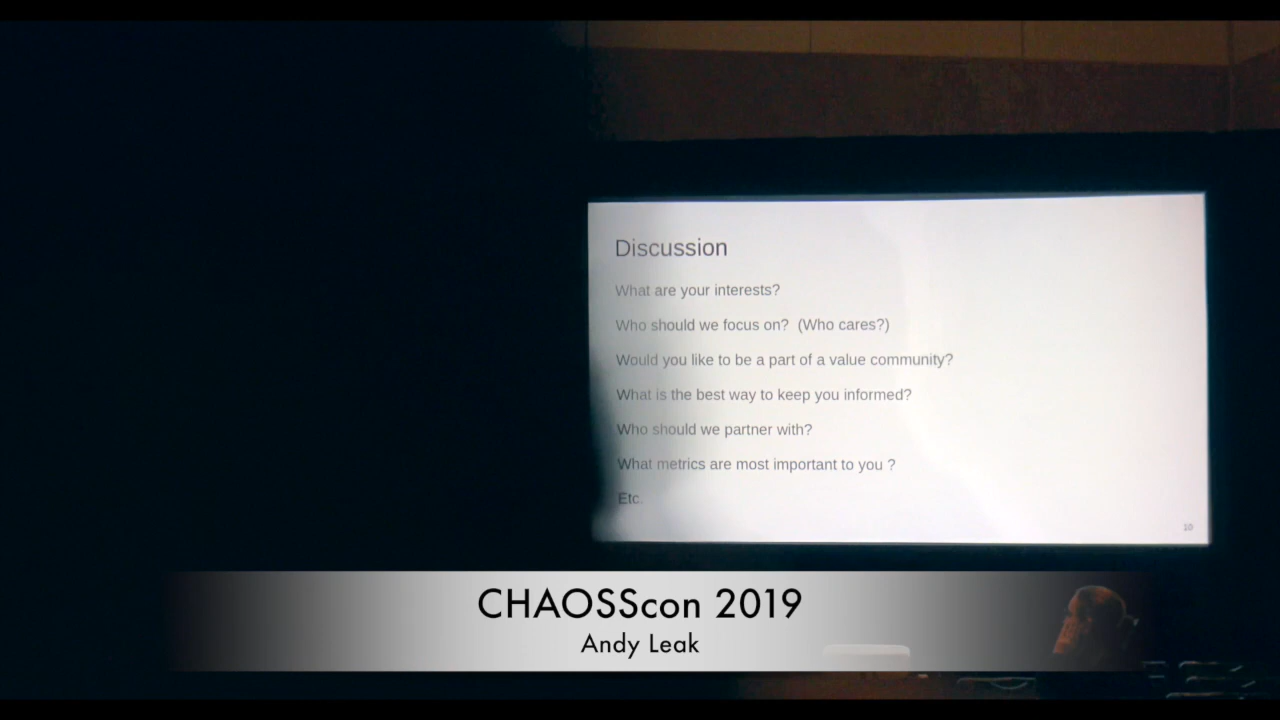 Discussion
What are your interests?
Who should we focus on?  (Who cares?)
Would you like to be a part of a value community?
What is the best way to keep you informed?
Who should we partner with?
What metrics are most important to you ?
Etc.
10
CHAOSScon 2019
Andy Leak